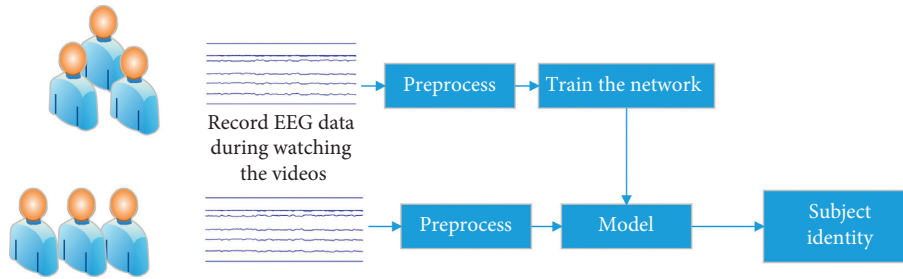 Preprocess
Train the network
Record EEG data
during watching
the videos
Preprocess
Model
Subject
identity